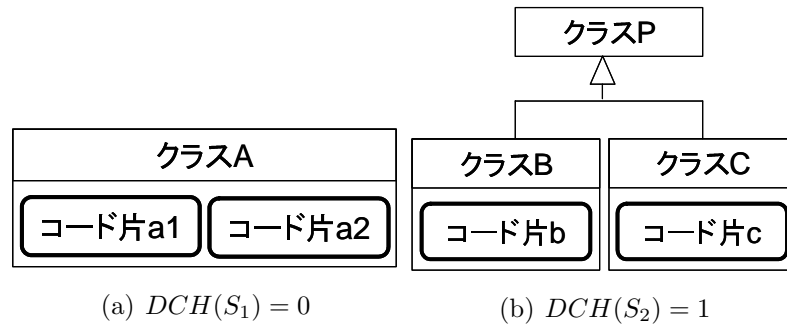 クラスP
クラスA
クラスB
クラスC
コード片a1
コード片a2
コード片b
コード片c
(a) DCH(S₁) = 0
(b) DCH(S₂) = 1